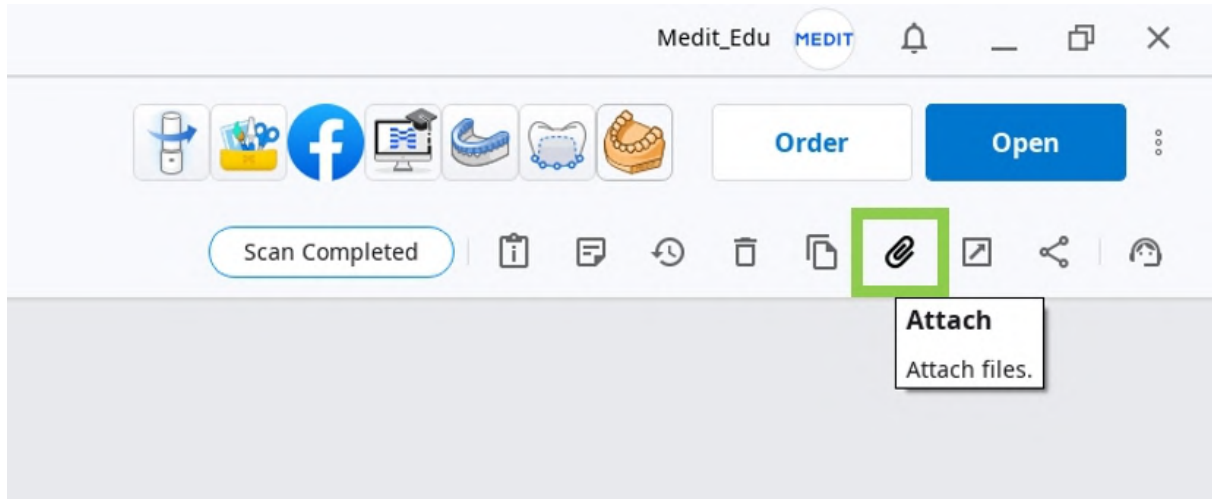 Medit_Edu MEDIT
Order Open
Scan Completed
Attach
Attach files.